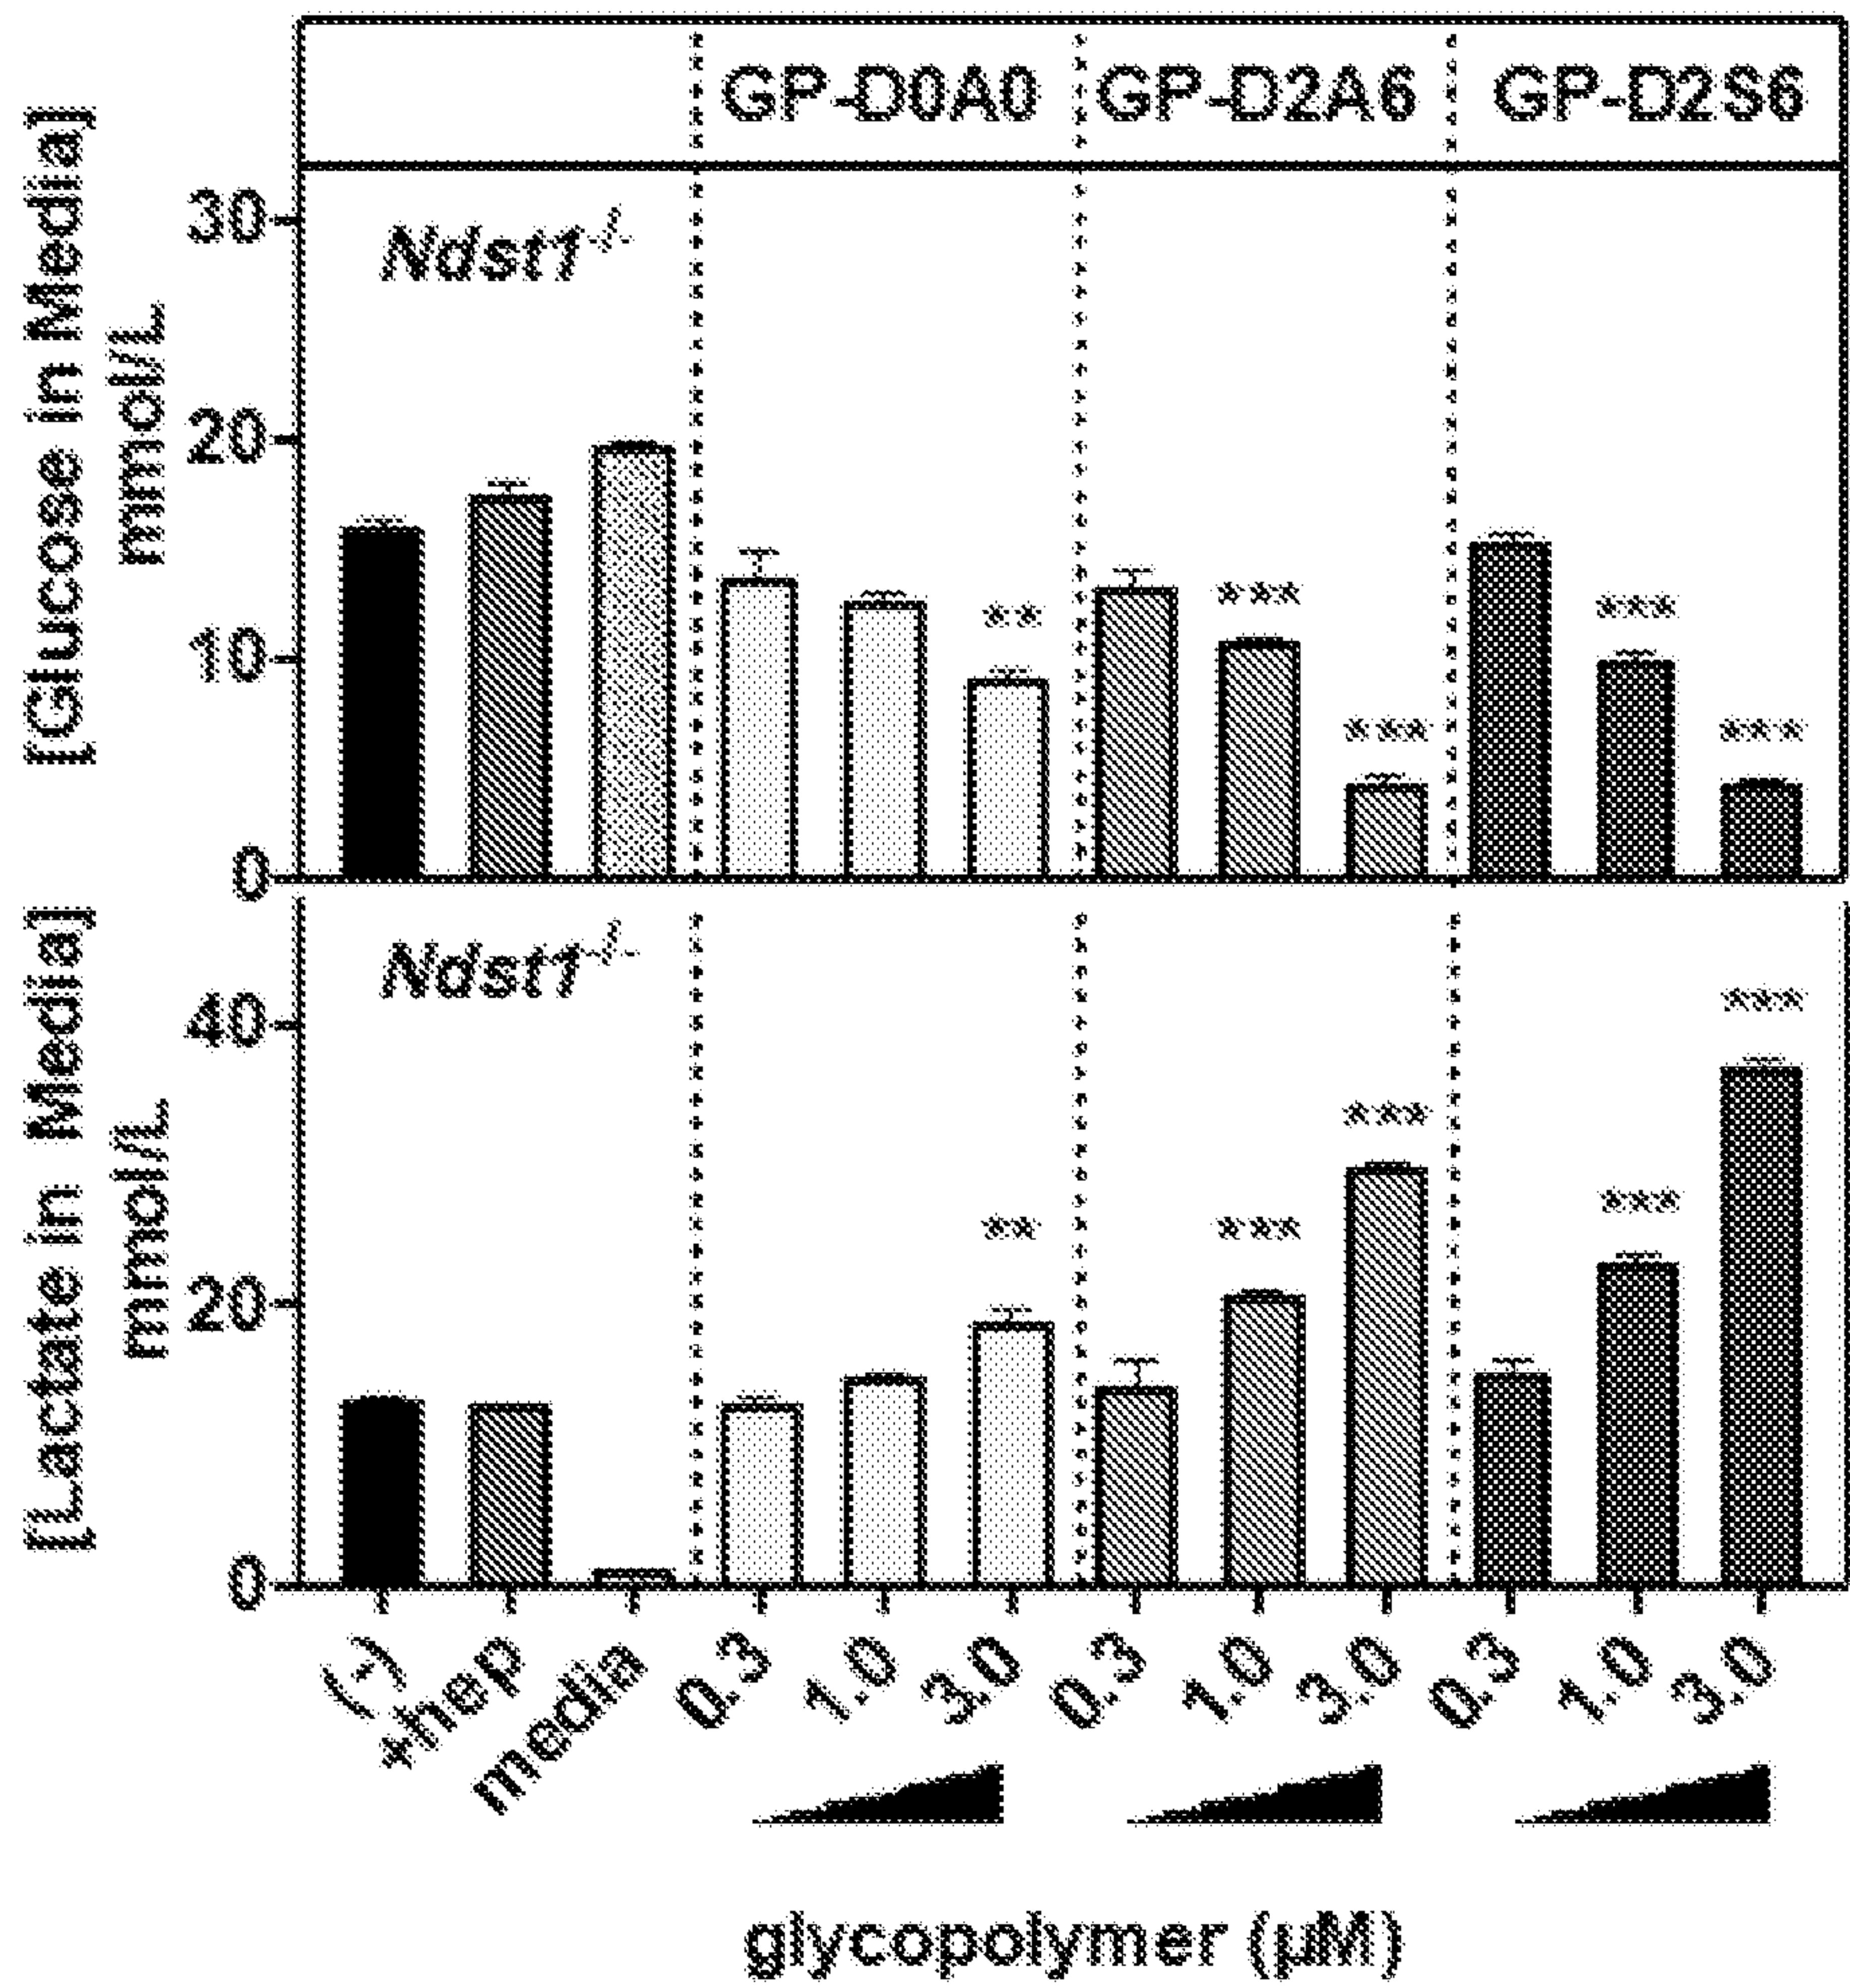 GP-D0A0 GP-D2A6 GP-D2S6
[Glucose in Media]
mmol/L
30
20
10
0
Ndst1-/-
** *** *** *** ***
[Lactate in Media]
mmol/L
40
20
0
Ndst1-/-
** *** *** *** ***
(-) +hep media 0.3 1.0 3.0 0.3 1.0 3.0 0.3 1.0 3.0
glycopolymer (µM)